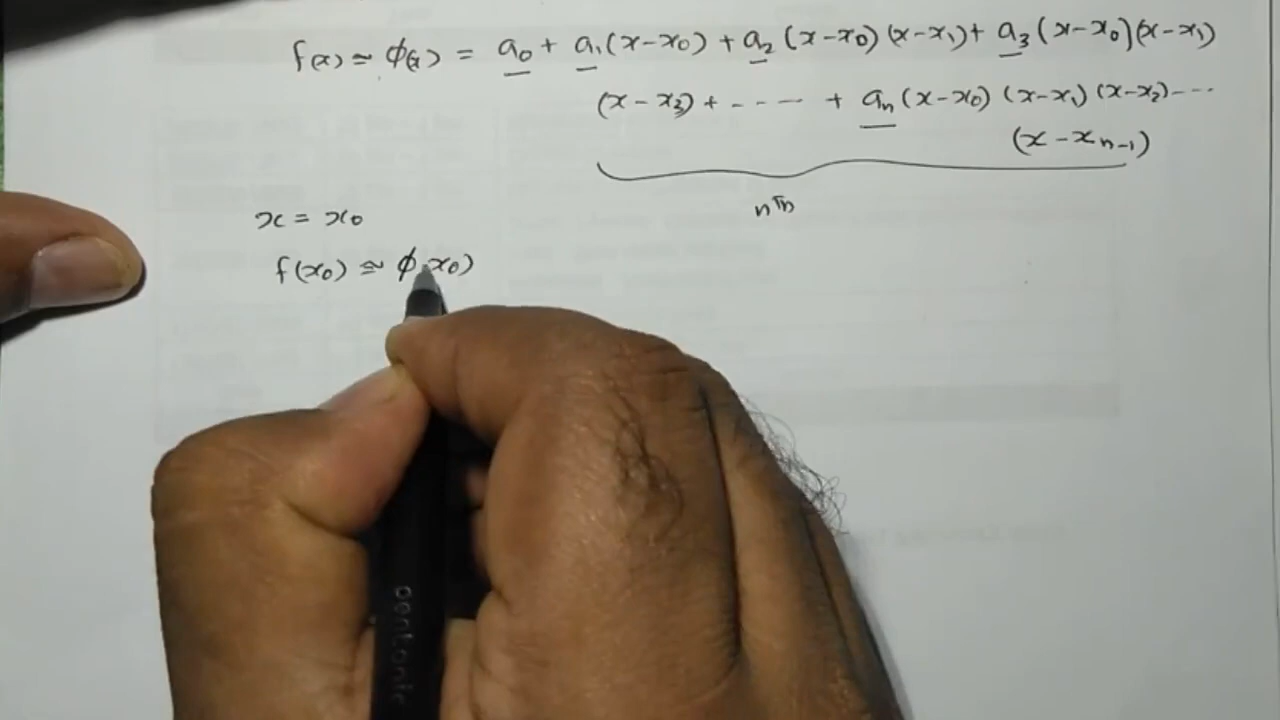 f(x) ≃ φ(x) = a₀ + a₁(x-x₀) + a₂(x-x₀)(x-x₁) + a₃(x-x₀)(x-x₁)
(x-x₂) + - - - - + aₙ(x-x₀)(x-x₁)(x-x₂)- - - -
(x-xₙ₋₁)
nᵗʰ
x = x₀
f(x₀) ≅ φ(x₀)
pentonic